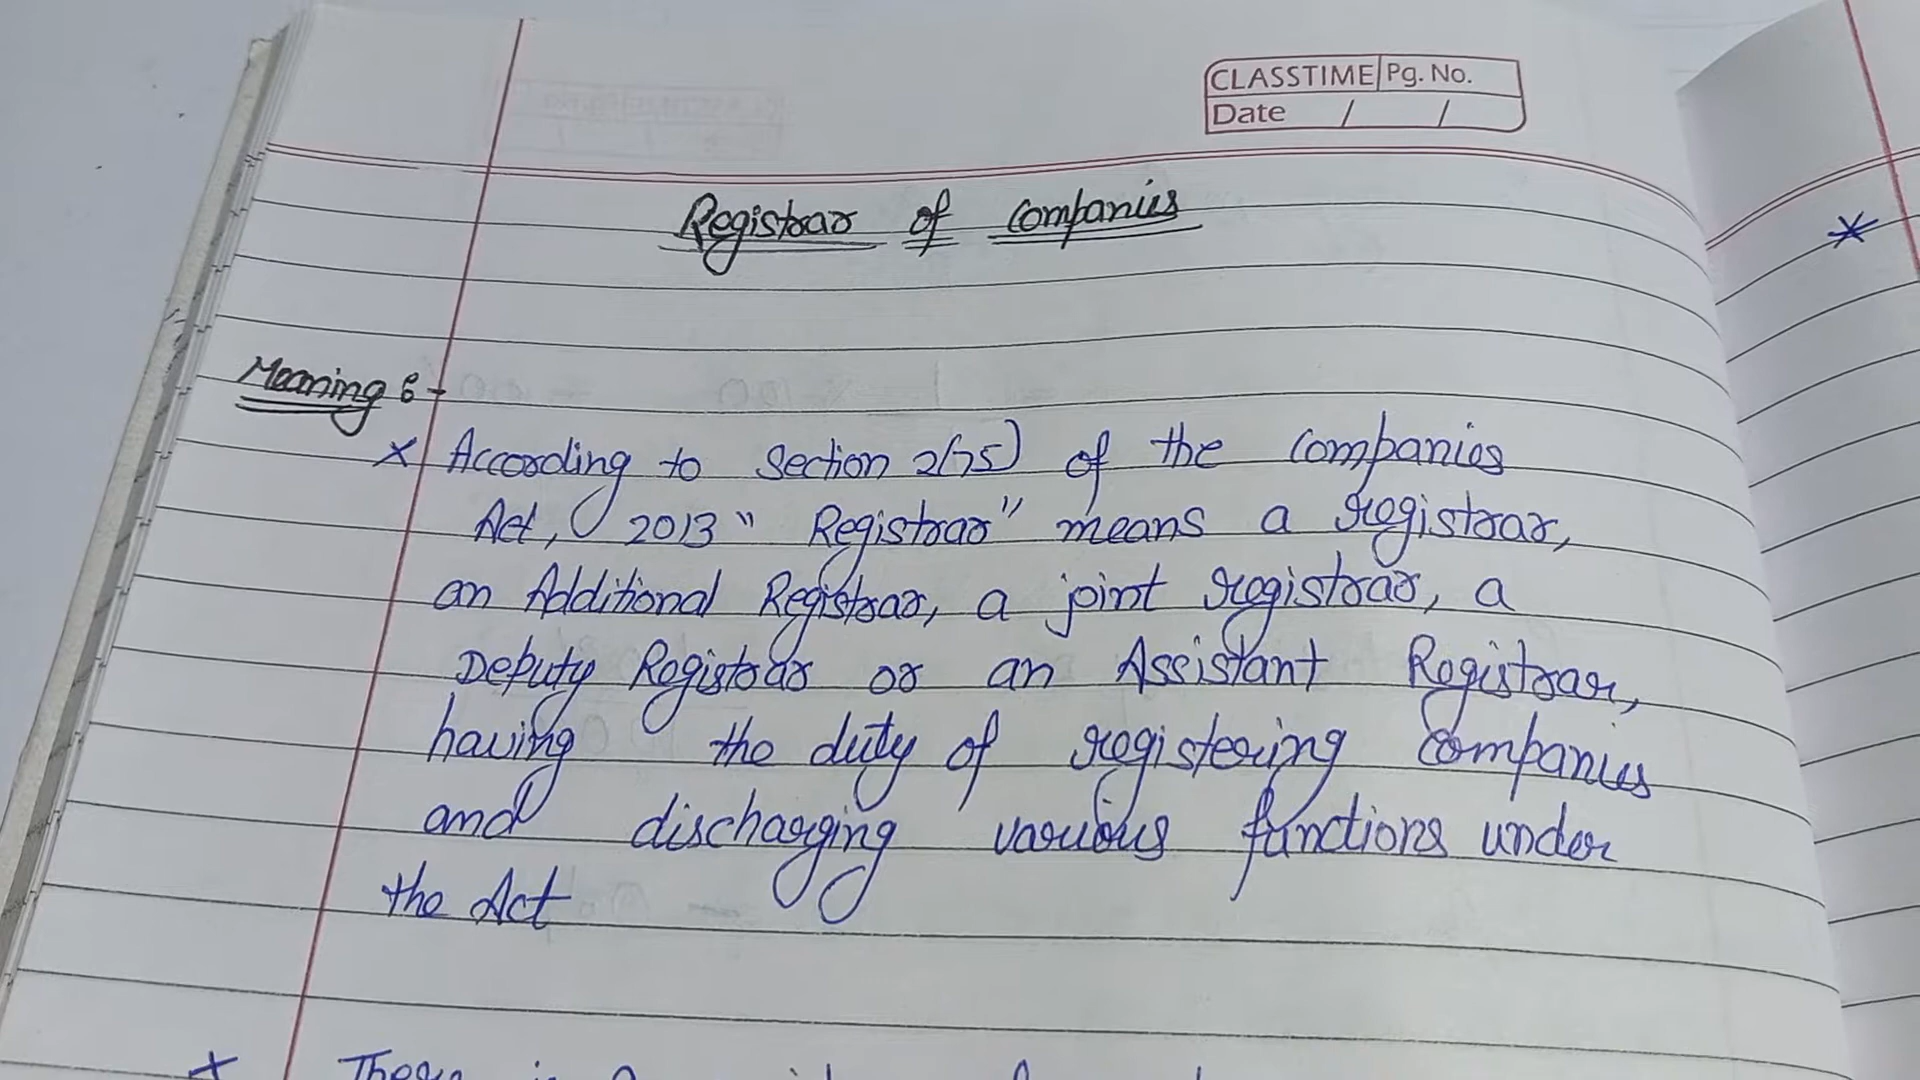 CLASSTIME Pg. No.
Date / /
Registrar of Companies
Meaning :-
x According to Section 2(75) of the Companies
Act, 2013 " Registrar" means a registrar,
an Additional Registrar, a joint registrar, a
Deputy Registrar or an Assistant Registrar,
having the duty of registering Companies
and discharging various functions under
the Act